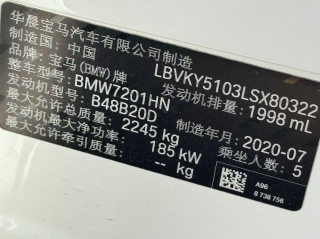 华晨宝马汽车有限公司制造
制造国：中国
品牌：宝马(BMW)牌 LBVKY5103LSX80322
整车型号：BMW7201HN 发动机排量：1998 mL
发动机型号：B48B20D
最大允许总质量：2245 kg 制造年月：2020-07
发动机最大净功率：185 kW 乘坐人数：5
最大允许牵引质量：-- kg
A96
8 738 756